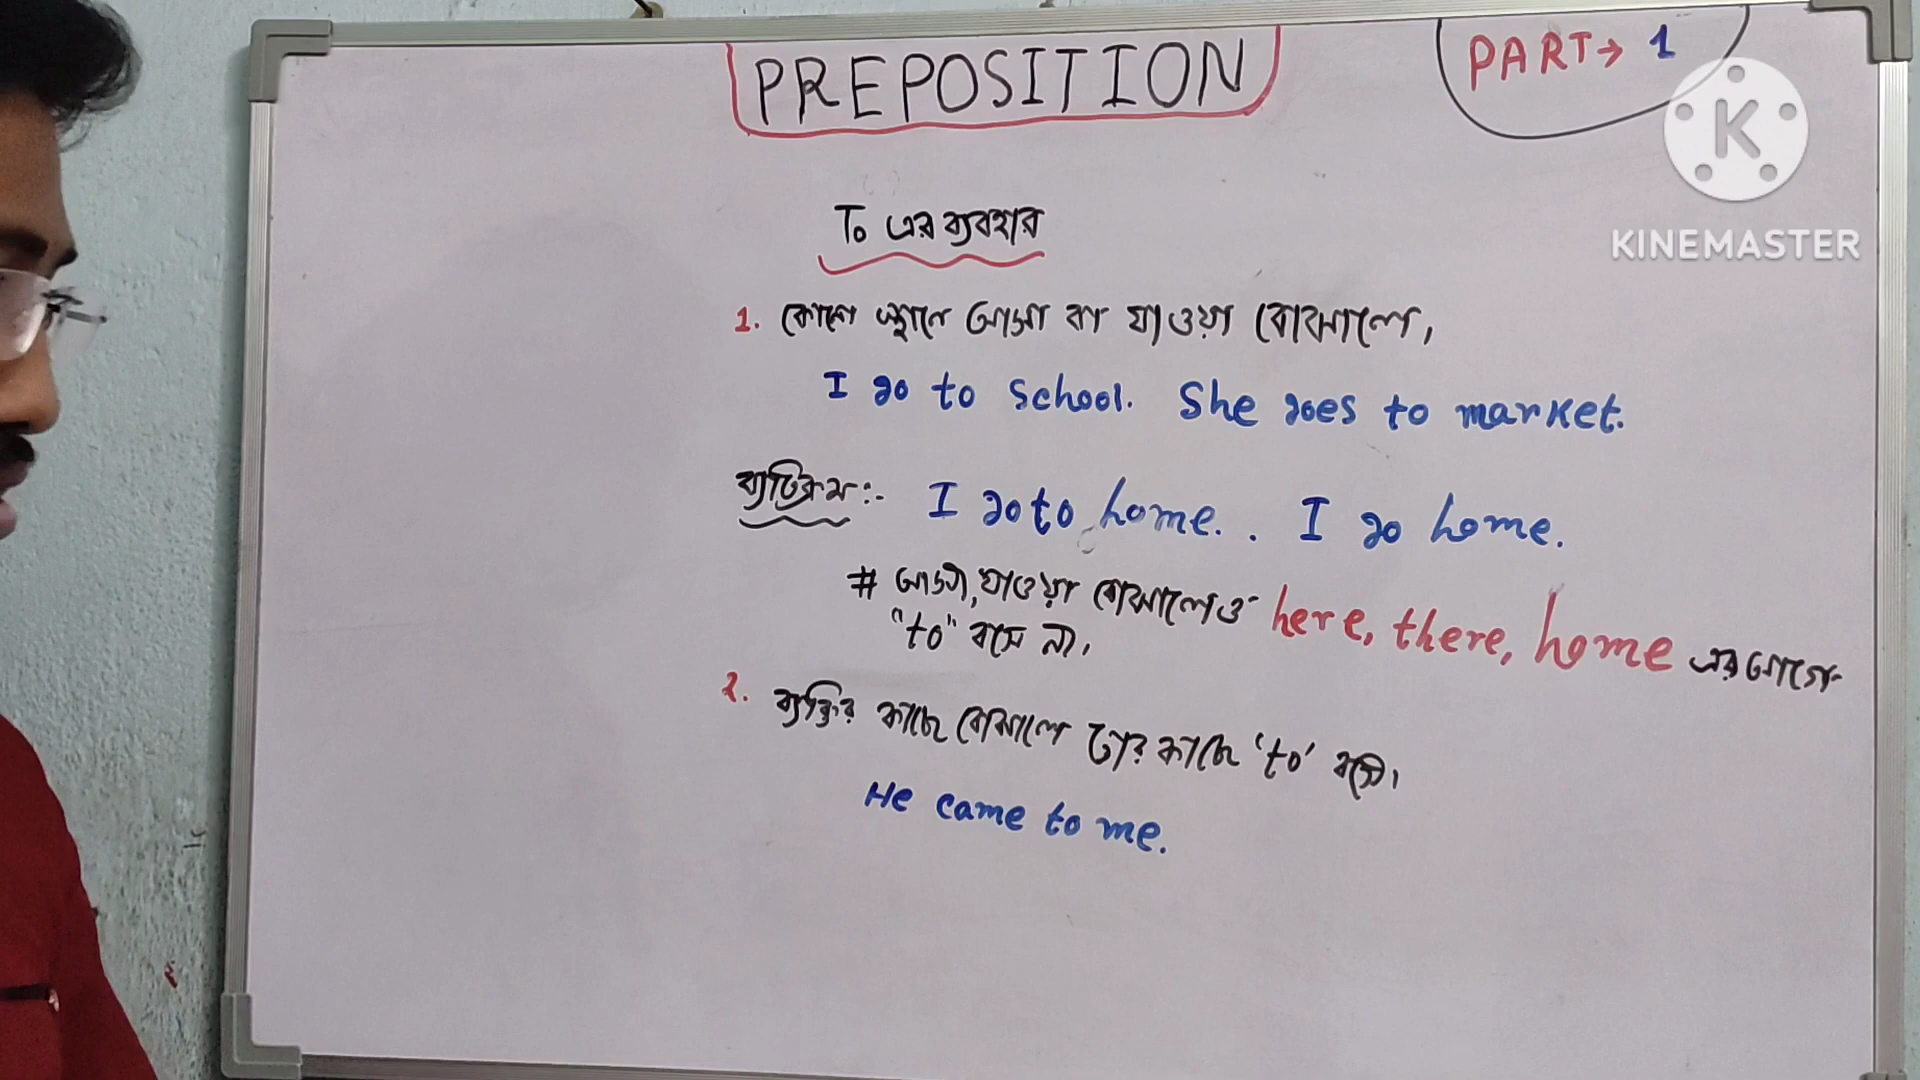 PREPOSITION
PART → 1
KINEMASTER
To এর ব্যবহার
1. কোনো স্থানে আসা বা যাওয়া বোঝালে,
I go to school. She goes to market.
ব্যতিক্রম:- I go to home. . I go home.
# আসা, যাওয়া বোঝালেও here, there, home এর আগে
"to" বসে না।
2. ব্যক্তির কাছে বোঝালে তার কাছে 'to' বসে।
He came to me.